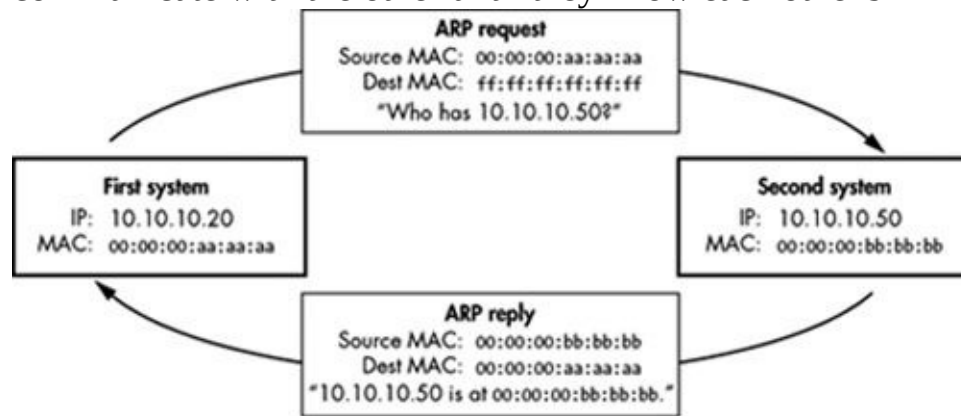 ARP request
Source MAC: 00:00:00:aa:aa:aa
Dest MAC: ff:ff:ff:ff:ff:ff
"Who has 10.10.10.50?"
First system
IP: 10.10.10.20
MAC: 00:00:00:aa:aa:aa
Second system
IP: 10.10.10.50
MAC: 00:00:00:bb:bb:bb
ARP reply
Source MAC: 00:00:00:bb:bb:bb
Dest MAC: 00:00:00:aa:aa:aa
"10.10.10.50 is at 00:00:00:bb:bb:bb."